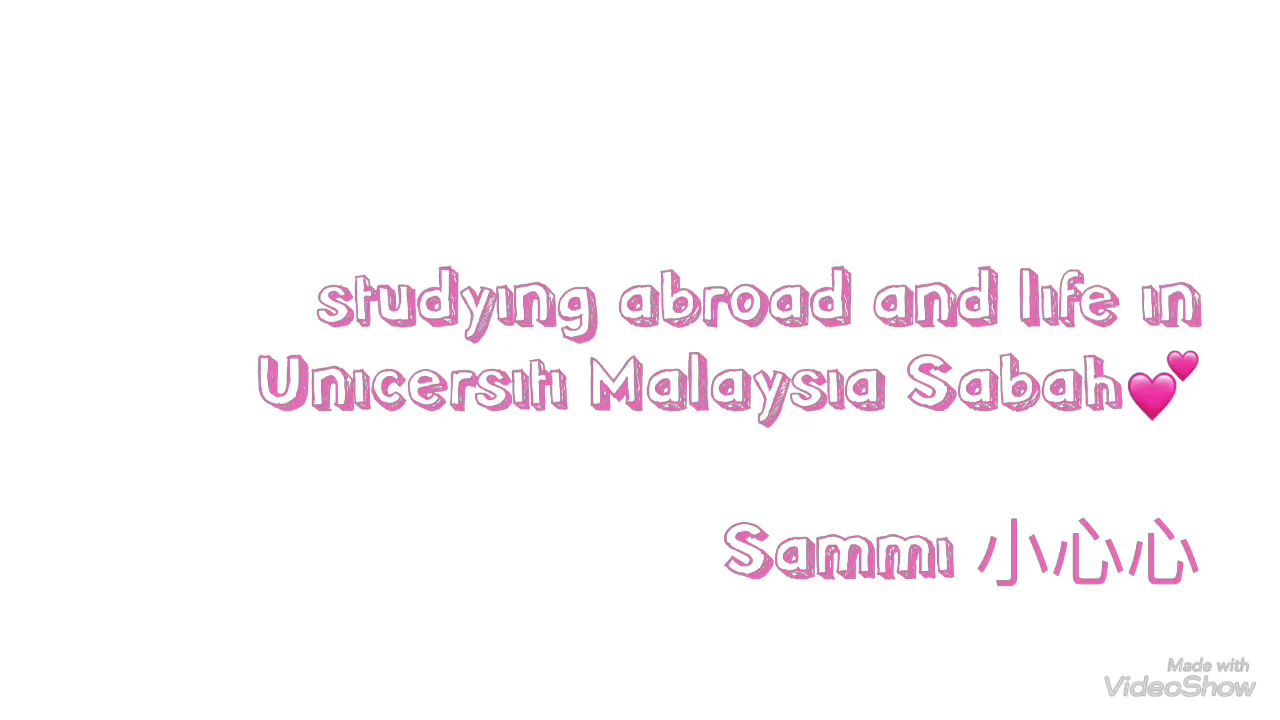 studying abroad and life in
Unicersiti Malaysia Sabah💕
Sammi 小心心
Made with
VideoShow